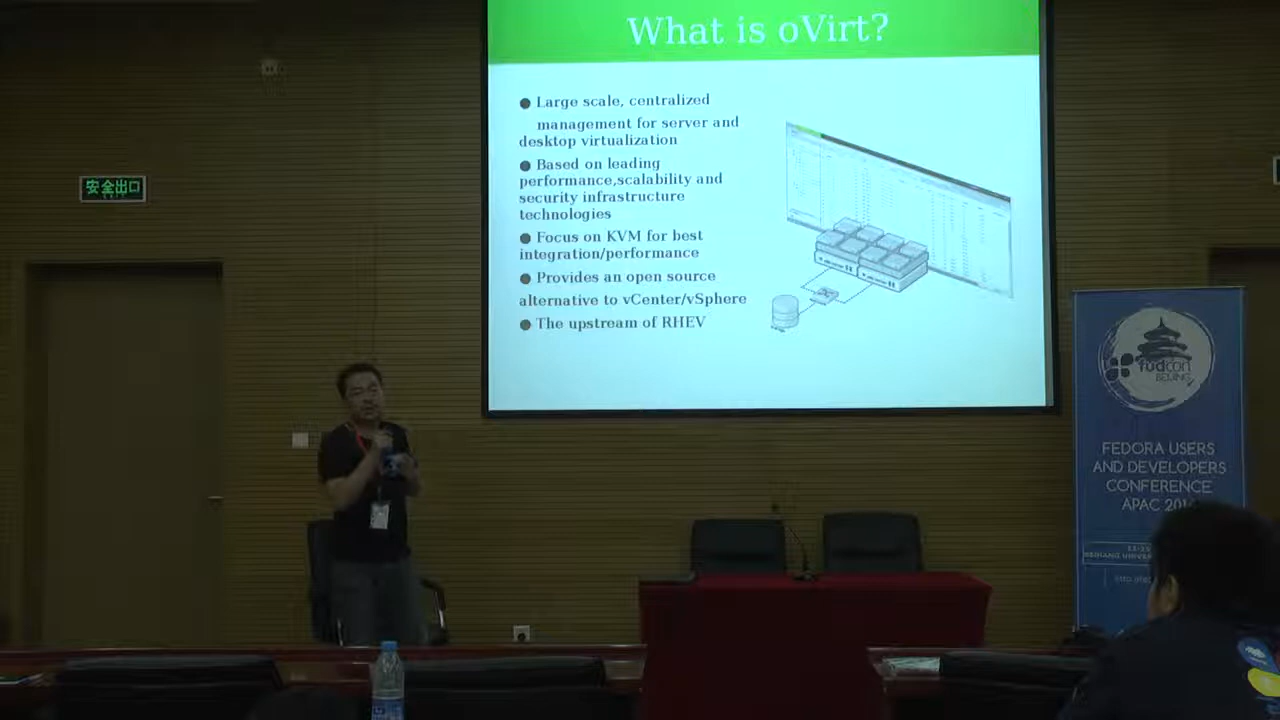 What is oVirt?
● Large scale, centralized
management for server and
desktop virtualization
● Based on leading
performance,scalability and
security infrastructure
technologies
● Focus on KVM for best
integration/performance
● Provides an open source
alternative to vCenter/vSphere
● The upstream of RHEV
安全出口
fudcon
BEIJING
FEDORA USERS
AND DEVELOPERS
CONFERENCE
APAC